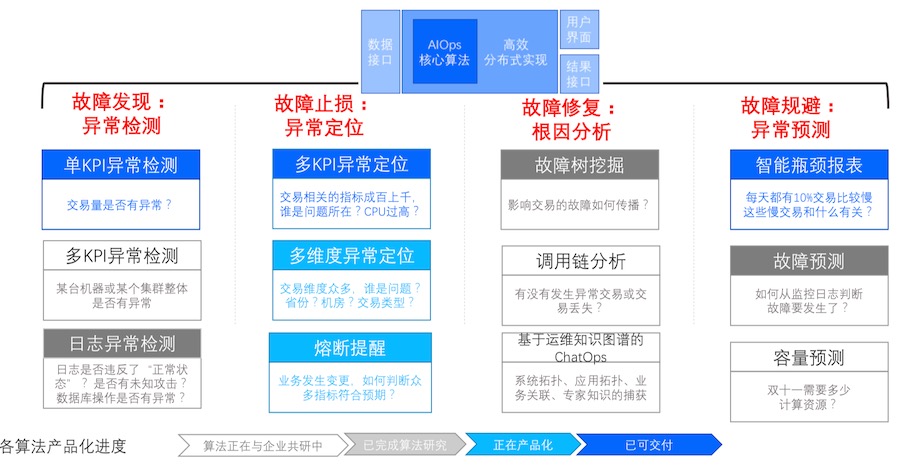 数据
接口
AIOps
核心算法
高效
分布式实现
用户
界面
结果
接口
故障发现：
异常检测
单KPI异常检测
交易量是否有异常？
多KPI异常检测
某台机器或某个集群整体
是否有异常
日志异常检测
日志是否违反了“正常状
态”？是否有未知攻击？
数据库操作是否有异常？
故障止损：
异常定位
多KPI异常定位
交易相关的指标成百上千，
谁是问题所在？CPU过高？
多维度异常定位
交易维度众多，谁是问题？
省份？机房？交易类型？
熔断提醒
业务发生变更，如何判断众
多指标符合预期？
故障修复：
根因分析
故障树挖掘
影响交易的故障如何传播？
调用链分析
有没有发生异常交易或交
易丢失？
基于运维知识图谱的
ChatOps
系统拓扑、应用拓扑、业
务关联、专家知识的捕获
故障规避：
异常预测
智能瓶颈报表
每天都有10%交易比较慢
这些慢交易和什么有关？
故障预测
如何从监控日志判断
故障要发生了？
容量预测
双十一需要多少
计算资源？
各算法产品化进度
算法正在与企业共研中
已完成算法研究
正在产品化
已可交付